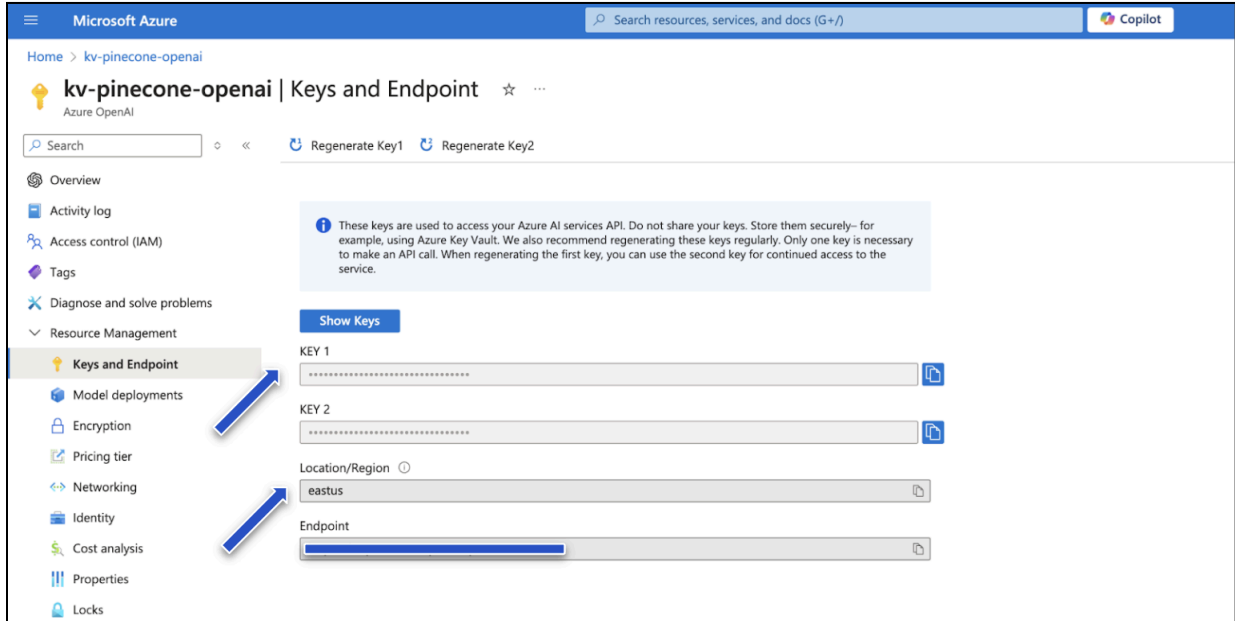 Microsoft Azure
Search resources, services, and docs (G+/)
Copilot
Home > kv-pinecone-openai
kv-pinecone-openai | Keys and Endpoint
Azure OpenAI
Search
Regenerate Key1
Regenerate Key2
Overview
Activity log
Access control (IAM)
Tags
Diagnose and solve problems
Resource Management
Keys and Endpoint
Model deployments
Encryption
Pricing tier
Networking
Identity
Cost analysis
Properties
Locks
These keys are used to access your Azure AI services API. Do not share your keys. Store them securely– for
example, using Azure Key Vault. We also recommend regenerating these keys regularly. Only one key is necessary
to make an API call. When regenerating the first key, you can use the second key for continued access to the
service.
Show Keys
KEY 1
••••••••••••••••••••••••••••••••
KEY 2
••••••••••••••••••••••••••••••••
Location/Region
eastus
Endpoint